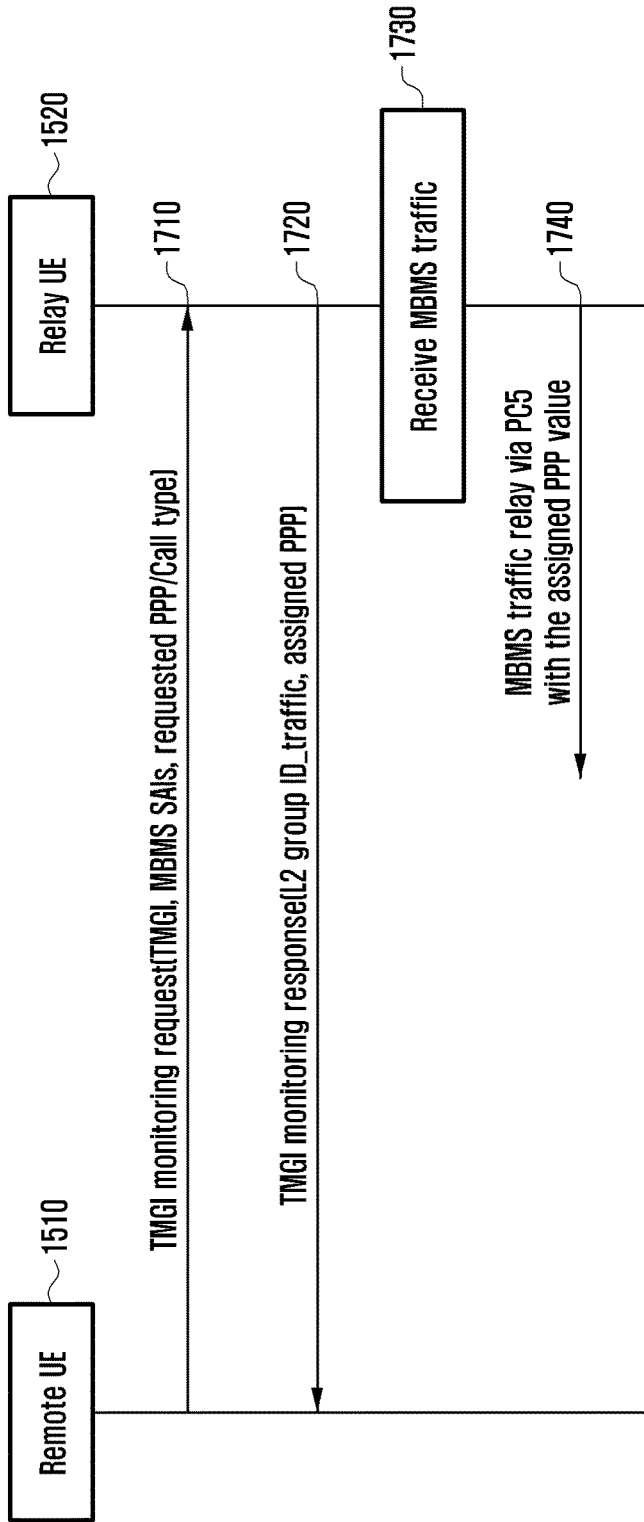 Remote UE
1510
Relay UE
1520
TMGI monitoring request(TMGI, MBMS SAIs, requested PPP/Call type)
1710
TMGI monitoring response(L2 group ID_traffic, assigned PPP)
1720
Receive MBMS traffic
1730
MBMS traffic relay via PC5
with the assigned PPP value
1740